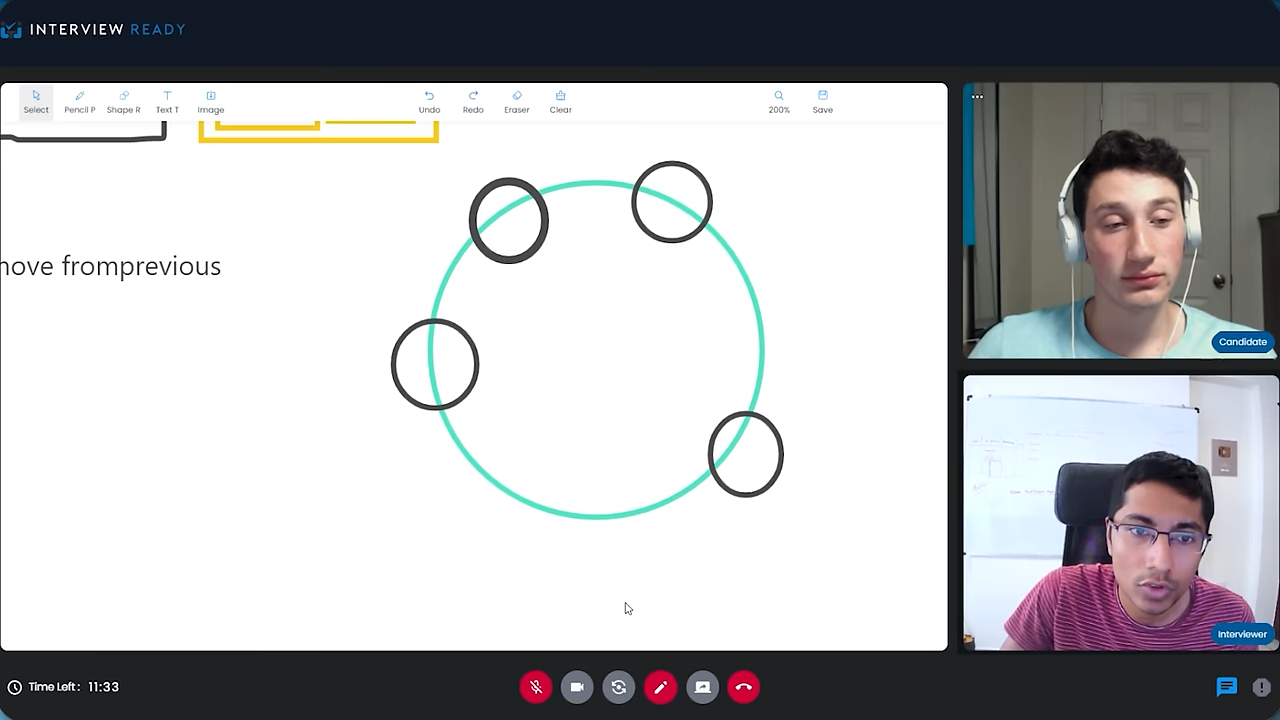 INTERVIEW READY
Select
Pencil P
Shape R
Text T
Image
Undo
Redo
Eraser
Clear
200%
Save
move fromprevious
Candidate
Interviewer
Time Left : 11:33